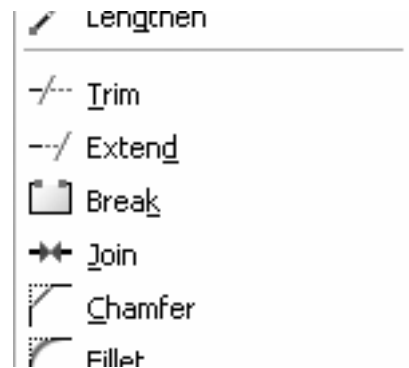 Lengthen
Trim
Extend
Break
Join
Chamfer
Fillet